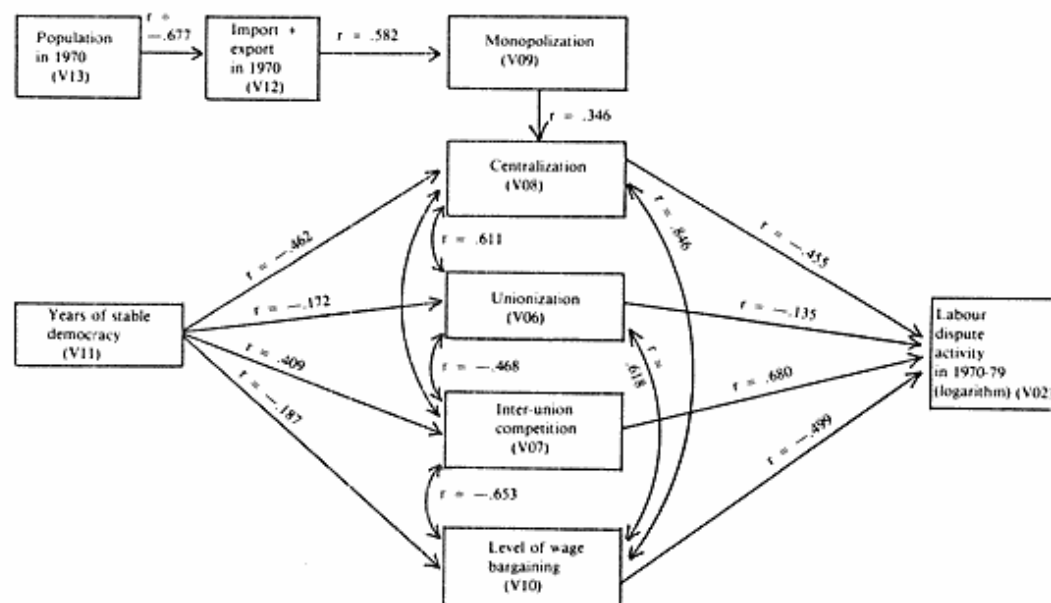 r =
−.677
Population
in 1970
(V13)
Import +
export
in 1970
(V12)
r = .582
Monopolization
(V09)
r = .346
Centralization
(V08)
r = −.462
r = .611
r = .846
r = −.455
Years of stable
democracy
(V11)
r = −.172
Unionization
(V06)
r = −.135
Labour
dispute
activity
in 1970-79
(logarithm) (V02)
r = .409
r = −.468
r =
.618
r = .680
r = −.187
Inter-union
competition
(V07)
r = −.499
r = −.653
Level of wage
bargaining
(V10)